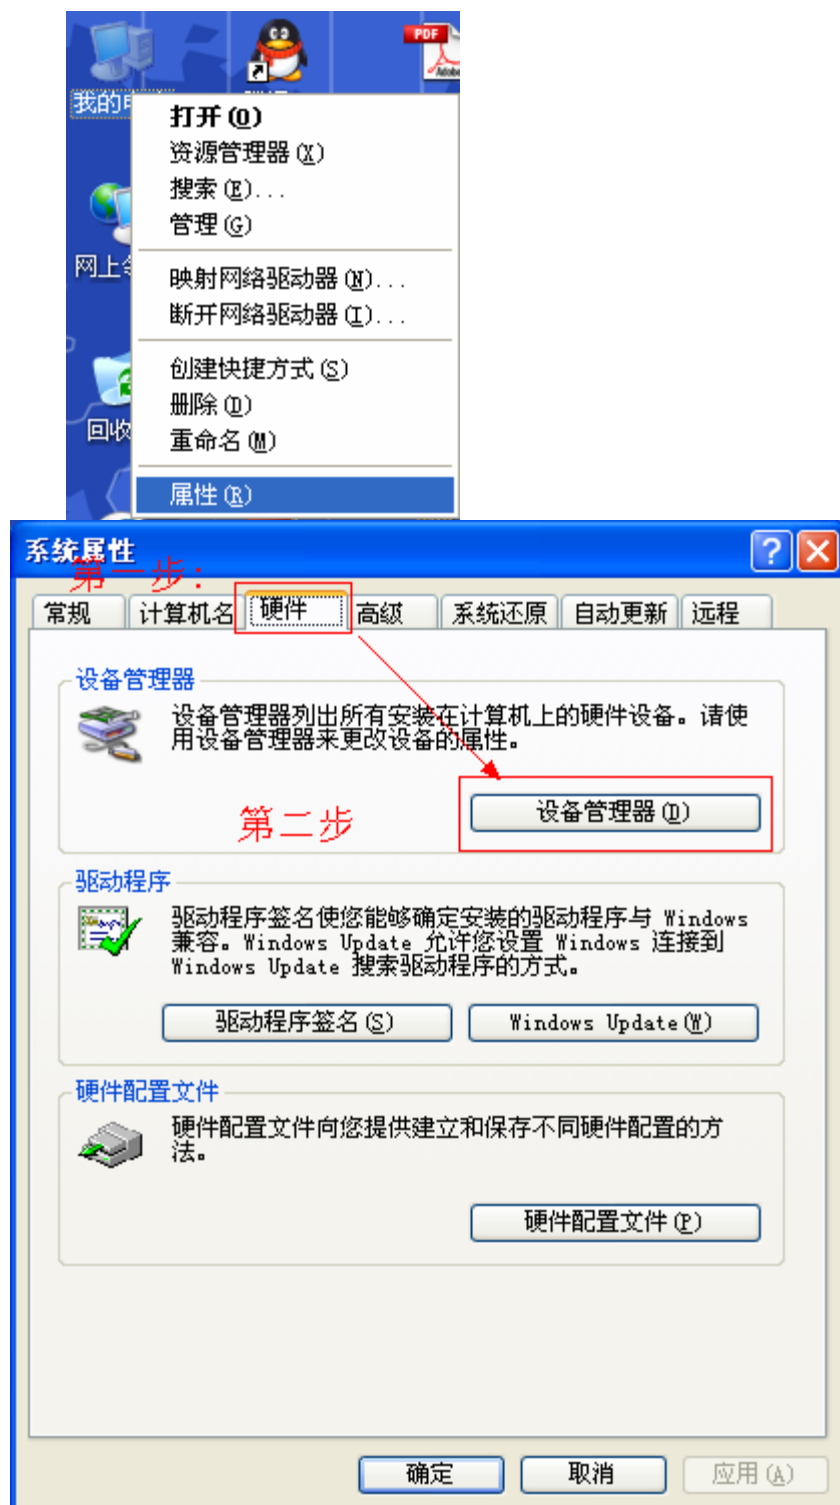 PDF
Adobe
我的电
打开(O)
资源管理器(X)
搜索(E)...
管理(G)
网上
映射网络驱动器(N)...
断开网络驱动器(I)...
创建快捷方式(S)
删除(D)
回收
重命名(M)
属性(R)
系统属性
第一步：
常规 计算机名 硬件 高级 系统还原 自动更新 远程
设备管理器
设备管理器列出所有安装在计算机上的硬件设备。请使
用设备管理器来更改设备的属性。
第二步
设备管理器(D)
驱动程序
驱动程序签名使您能够确定安装的驱动程序与 Windows
兼容。Windows Update 允许您设置 Windows 连接到
Windows Update 搜索驱动程序的方式。
驱动程序签名(S) Windows Update(W)
硬件配置文件
硬件配置文件向您提供建立和保存不同硬件配置的方
法。
硬件配置文件(P)
确定 取消 应用(A)